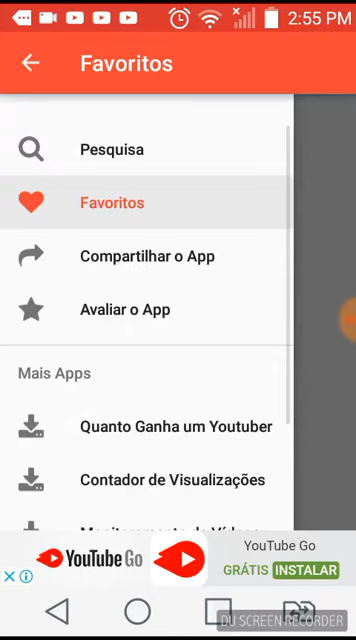 2:55 PM
Favoritos
Pesquisa
Favoritos
Compartilhar o App
Avaliar o App
Mais Apps
Quanto Ganha um Youtuber
Contador de Visualizações
YouTube Go
YouTube Go
GRÁTIS INSTALAR
DU SCREEN RECORDER